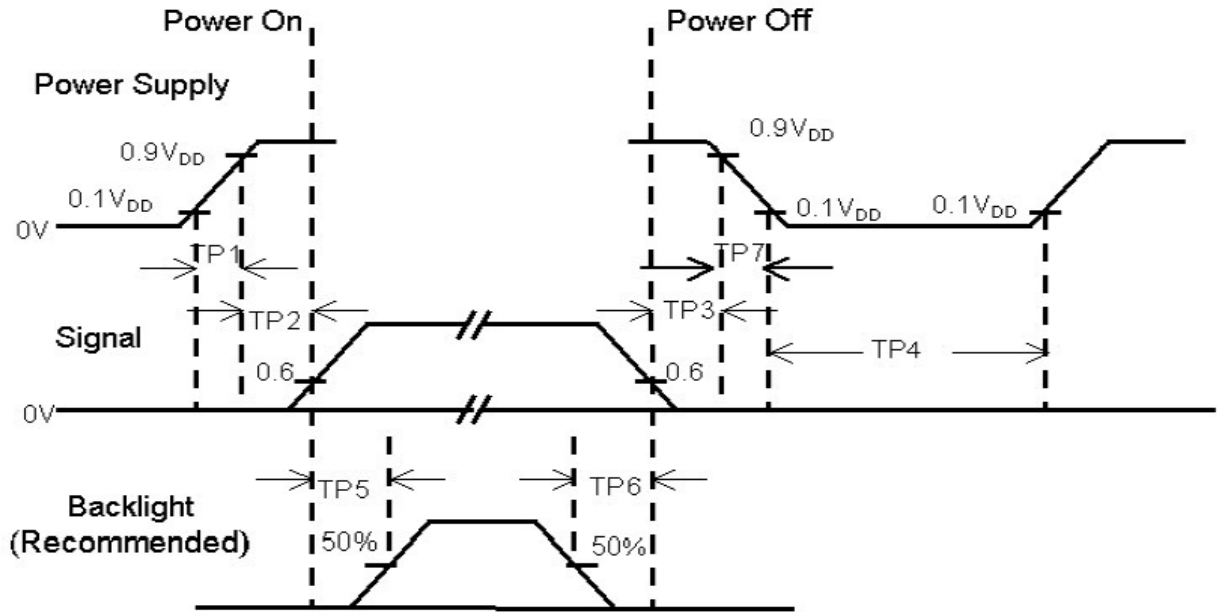 Power On
Power Off
Power Supply
0.9VDD
0.9VDD
0.1VDD
0.1VDD
0.1VDD
0V
TP1
TP7
TP2
TP3
Signal
TP4
0.6
0.6
0V
TP5
TP6
Backlight
(Recommended)
50%
50%